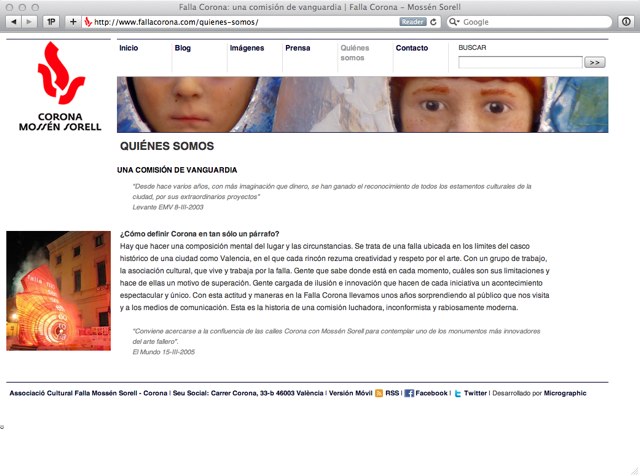 Falla Corona: una comisión de vanguardia | Falla Corona – Mossén Sorell
1P
http://www.fallacorona.com/quienes-somos/
Reader
Google
CORONA
MOSSÉN SORELL
Inicio
Blog
Imágenes
Prensa
Quiénes
somos
Contacto
BUSCAR
>>
QUIÉNES SOMOS
UNA COMISIÓN DE VANGUARDIA
"Desde hace varios años, con más imaginación que dinero, se han ganado el reconocimiento de todos los estamentos culturales de la
ciudad, por sus extraordinarios proyectos"
Levante EMV 8-III-2003
¿Cómo definir Corona en tan sólo un párrafo?
Hay que hacer una composición mental del lugar y las circunstancias. Se trata de una falla ubicada en los límites del casco
histórico de una ciudad como Valencia, en el que cada rincón rezuma creatividad y respeto por el arte. Con un grupo de trabajo,
la asociación cultural, que vive y trabaja por la falla. Gente que sabe donde está en cada momento, cuáles son sus limitaciones y
hace de ellas un motivo de superación. Gente cargada de ilusión e innovación que hacen de cada iniciativa un acontecimiento
espectacular y único. Con esta actitud y maneras en la Falla Corona llevamos unos años sorprendiendo al público que nos visita
y a los medios de comunicación. Esta es la historia de una comisión luchadora, inconformista y rabiosamente moderna.
"Conviene acercarse a la confluencia de las calles Corona con Mossén Sorell para contemplar uno de los monumentos más innovadores
del arte fallero".
El Mundo 15-III-2005
Associació Cultural Falla Mossén Sorell - Corona | Seu Social: Carrer Corona, 33-b 46003 València | Versión Móvil RSS | Facebook | Twitter | Desarrollado por Micrographic